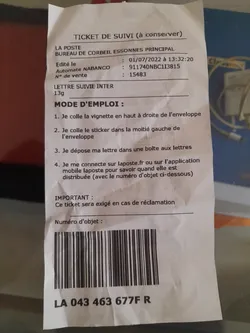 TICKET DE SUIVI (à conserver)
LA POSTE
BUREAU DE CORBEIL ESSONNES PRINCIPAL
Edité le : 01/07/2022 à 13:32:20
Automate NABANCO : 911740NBC1I3815
N° de vente : 15483
LETTRE SUIVIE INTER
13g
MODE D'EMPLOI :
1. Je colle la vignette en haut à droite de l'enveloppe
2. Je colle le sticker dans la moitié gauche de
l'enveloppe
3. Je dépose ma lettre dans une boîte aux lettres
4. Je me connecte sur laposte.fr ou sur l'application
mobile laposte pour savoir quand elle est
distribuée (avec le numéro d'objet ci-dessous)
IMPORTANT :
Ce ticket sera exigé en cas de réclamation
Numéro d'objet :
LA 043 463 677F R